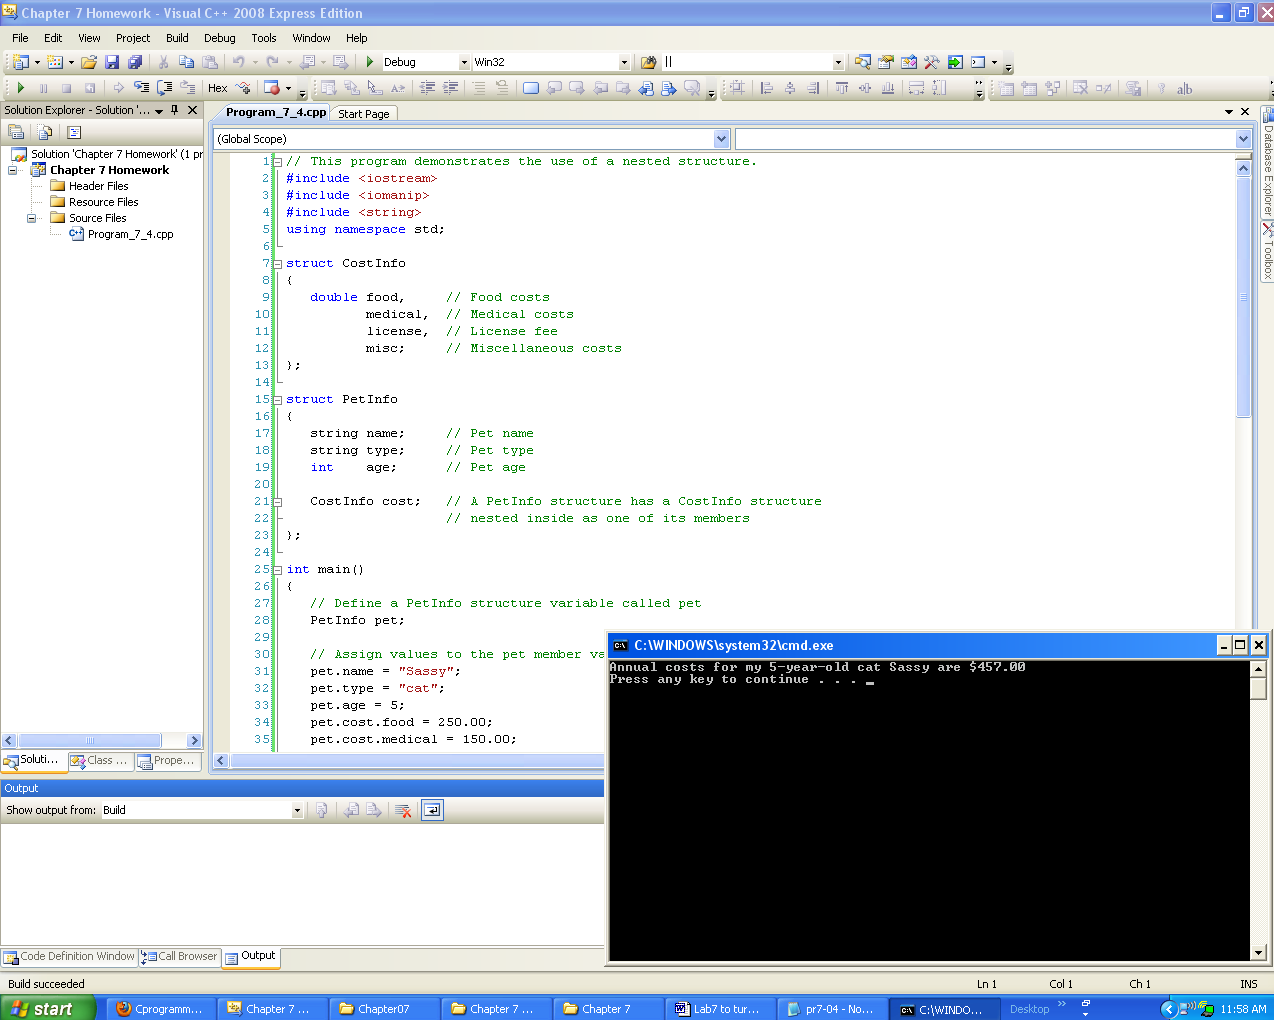 Chapter 7 Homework - Visual C++ 2008 Express Edition
File Edit View Project Build Debug Tools Window Help
Debug Win32 ||
Hex
Solution Explorer - Solution '...
Program_7_4.cpp Start Page
(Global Scope)
Solution 'Chapter 7 Homework' (1 pr
Chapter 7 Homework
Header Files
Resource Files
Source Files
Program_7_4.cpp
1 // This program demonstrates the use of a nested structure.
2 #include <iostream>
3 #include <iomanip>
4 #include <string>
5 using namespace std;
6
7 struct CostInfo
8 {
9 double food, // Food costs
10 medical, // Medical costs
11 license, // License fee
12 misc; // Miscellaneous costs
13 };
14
15 struct PetInfo
16 {
17 string name; // Pet name
18 string type; // Pet type
19 int age; // Pet age
20
21 CostInfo cost; // A PetInfo structure has a CostInfo structure
22 // nested inside as one of its members
23 };
24
25 int main()
26 {
27 // Define a PetInfo structure variable called pet
28 PetInfo pet;
29
30 // Assign values to the pet member va
31 pet.name = "Sassy";
32 pet.type = "cat";
33 pet.age = 5;
34 pet.cost.food = 250.00;
35 pet.cost.medical = 150.00;
Database Explorer
Toolbox
Soluti... Class ... Prope...
C:\WINDOWS\system32\cmd.exe
Annual costs for my 5-year-old cat Sassy are $457.00
Press any key to continue . . . _
Output
Show output from: Build
Code Definition Window Call Browser Output
Build succeeded Ln 1 Col 1 Ch 1 INS
start Cprogramm... Chapter 7 ... Chapter07 Chapter 7 ... Chapter 7 Lab7 to tur... pr7-04 - No... C:\WINDO... Desktop » 11:58 AM